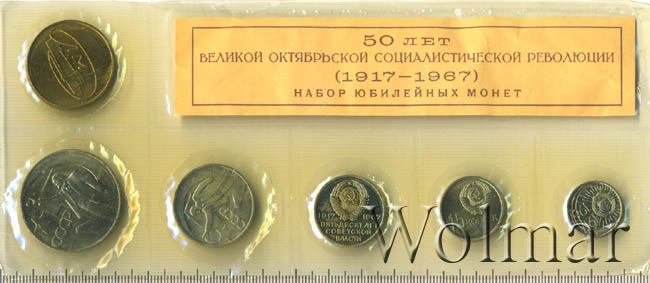 50 ЛЕТ
ВЕЛИКОЙ ОКТЯБРЬСКОЙ СОЦИАЛИСТИЧЕСКОЙ РЕВОЛЮЦИИ
(1917-1967)
НАБОР ЮБИЛЕЙНЫХ МОНЕТ
1917 1967
ПЯТЬДЕСЯТ ЛЕТ
СОВЕТСКОЙ
ВЛАСТИ
Wolmar